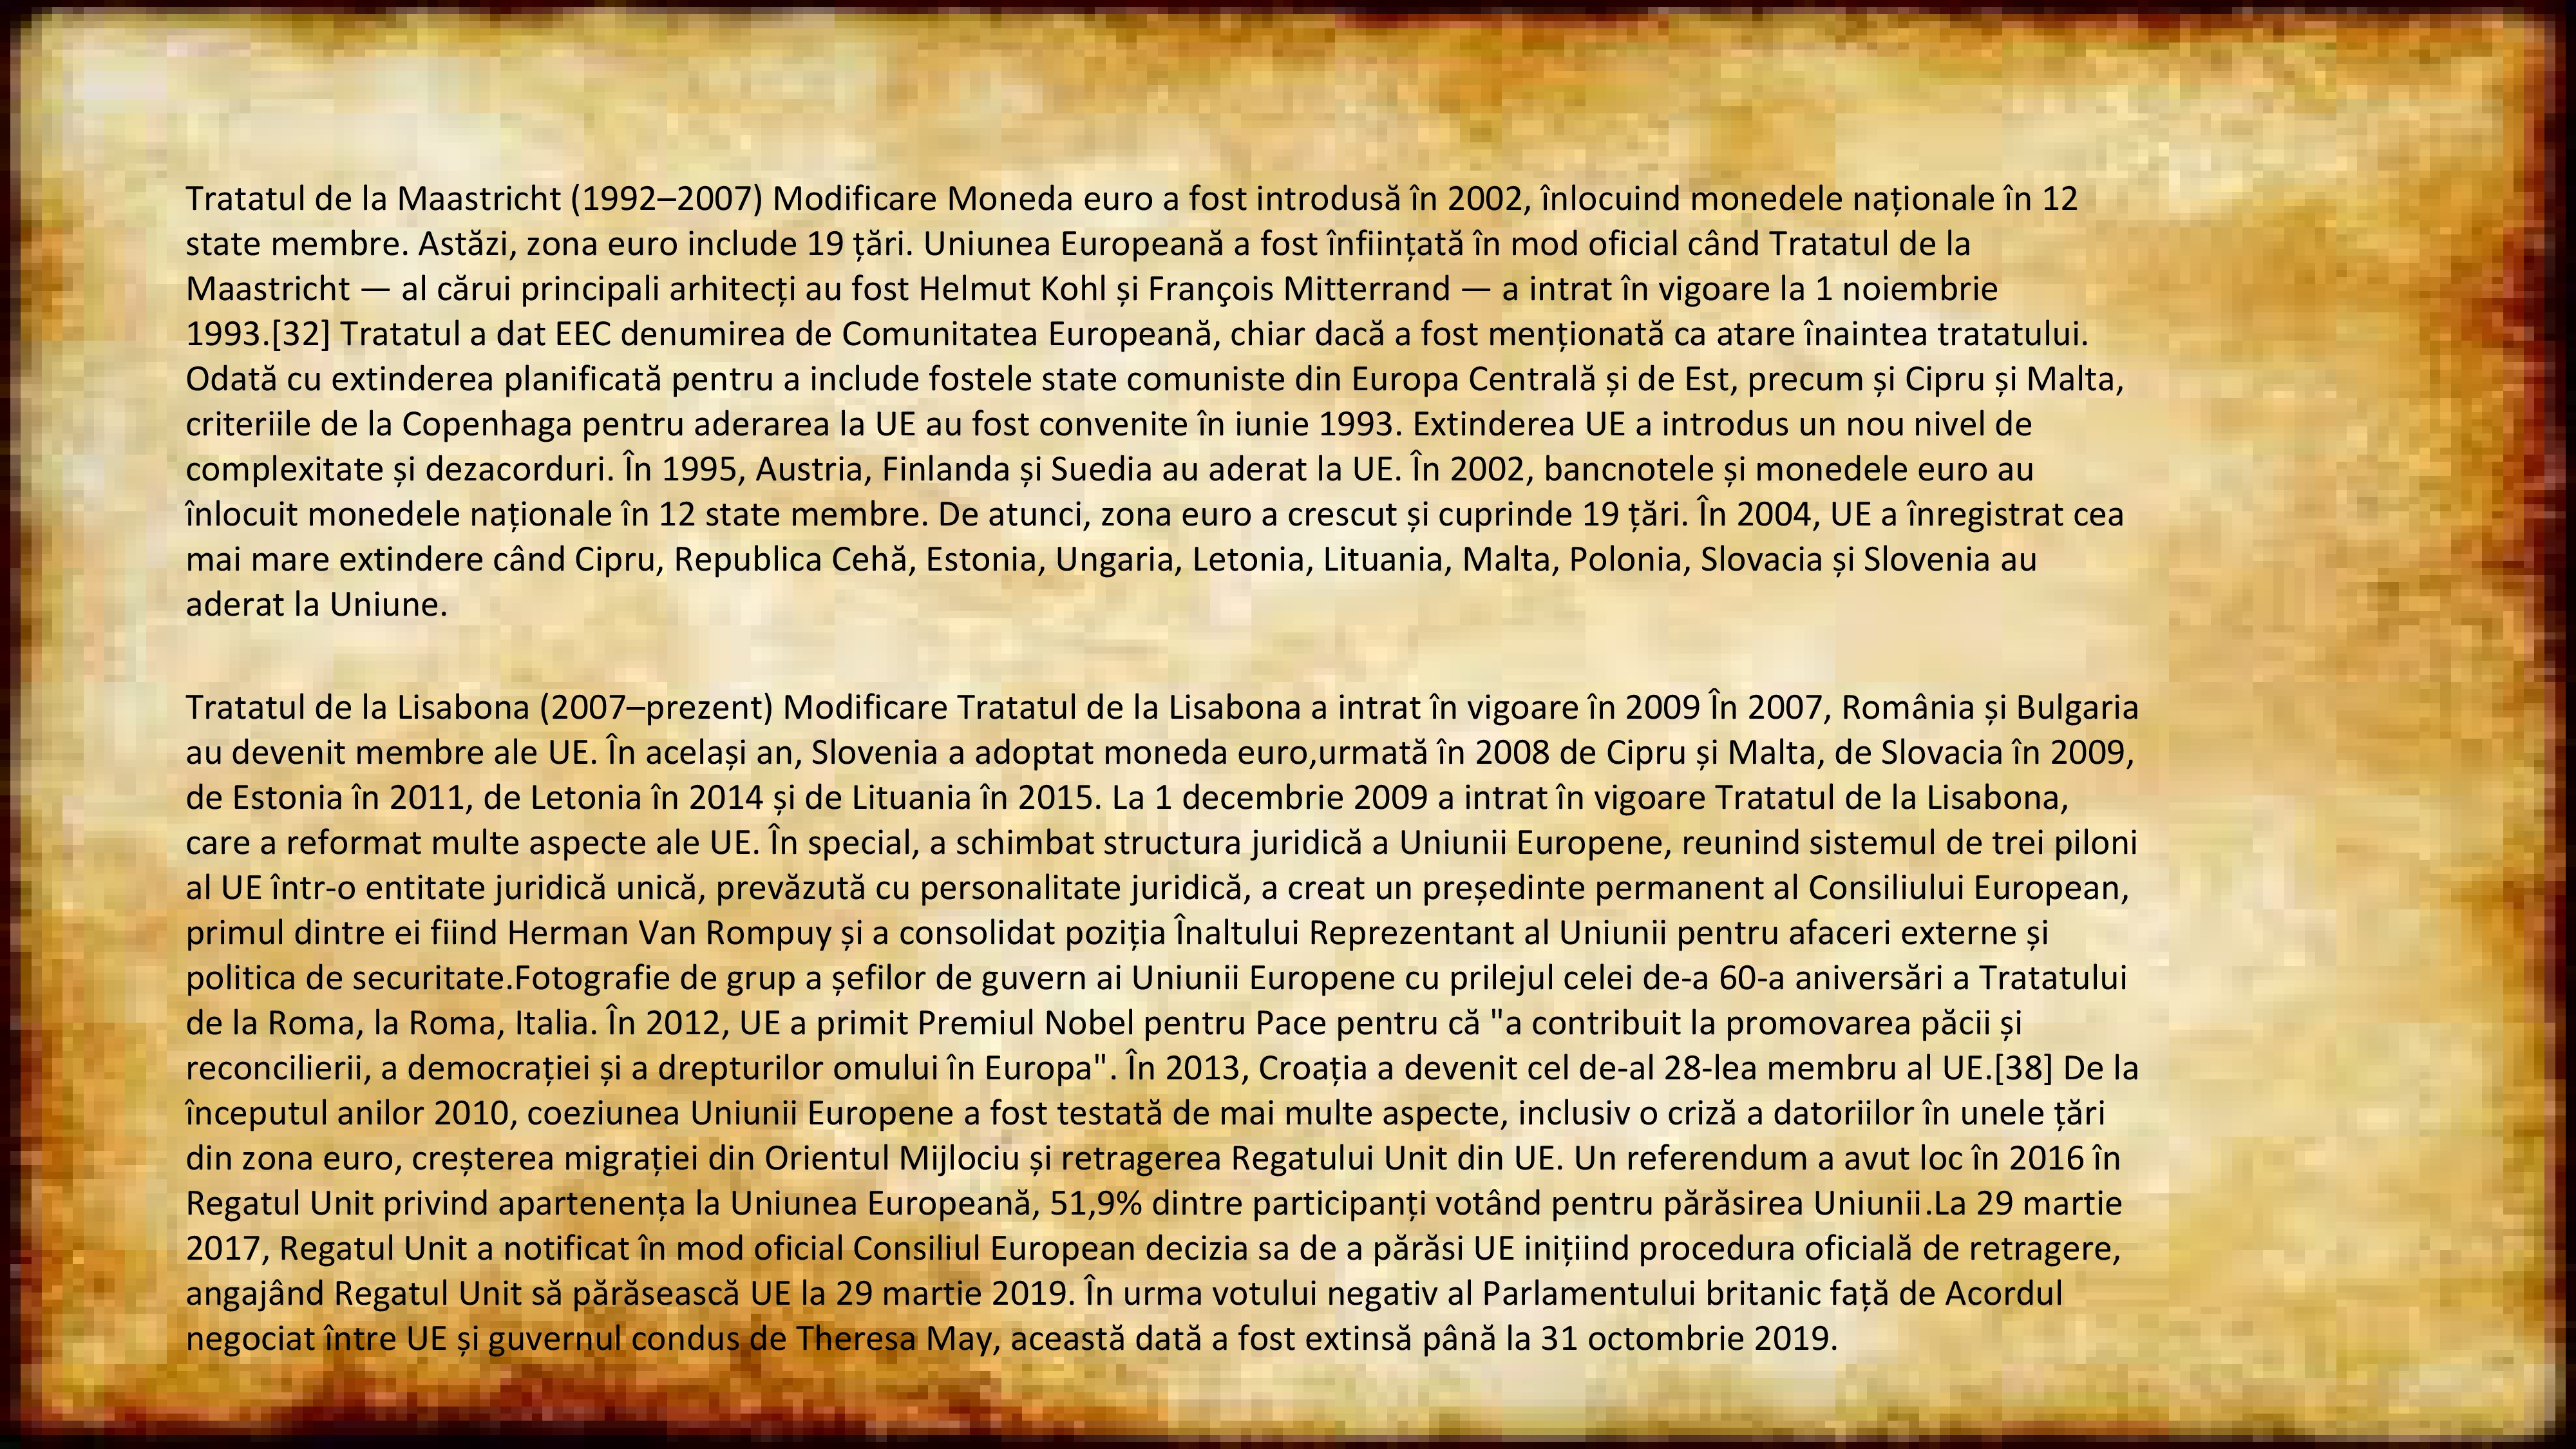 Tratatul de la Maastricht (1992–2007) Modificare Moneda euro a fost introdusă în 2002, înlocuind monedele naționale în 12
state membre. Astăzi, zona euro include 19 țări. Uniunea Europeană a fost înființată în mod oficial când Tratatul de la
Maastricht — al cărui principali arhitecți au fost Helmut Kohl și François Mitterrand — a intrat în vigoare la 1 noiembrie
1993.[32] Tratatul a dat EEC denumirea de Comunitatea Europeană, chiar dacă a fost menționată ca atare înaintea tratatului.
Odată cu extinderea planificată pentru a include fostele state comuniste din Europa Centrală și de Est, precum și Cipru și Malta,
criteriile de la Copenhaga pentru aderarea la UE au fost convenite în iunie 1993. Extinderea UE a introdus un nou nivel de
complexitate și dezacorduri. În 1995, Austria, Finlanda și Suedia au aderat la UE. În 2002, bancnotele și monedele euro au
înlocuit monedele naționale în 12 state membre. De atunci, zona euro a crescut și cuprinde 19 țări. În 2004, UE a înregistrat cea
mai mare extindere când Cipru, Republica Cehă, Estonia, Ungaria, Letonia, Lituania, Malta, Polonia, Slovacia și Slovenia au
aderat la Uniune.
Tratatul de la Lisabona (2007–prezent) Modificare Tratatul de la Lisabona a intrat în vigoare în 2009 În 2007, România și Bulgaria
au devenit membre ale UE. În același an, Slovenia a adoptat moneda euro,urmată în 2008 de Cipru și Malta, de Slovacia în 2009,
de Estonia în 2011, de Letonia în 2014 și de Lituania în 2015. La 1 decembrie 2009 a intrat în vigoare Tratatul de la Lisabona,
care a reformat multe aspecte ale UE. În special, a schimbat structura juridică a Uniunii Europene, reunind sistemul de trei piloni
al UE într-o entitate juridică unică, prevăzută cu personalitate juridică, a creat un președinte permanent al Consiliului European,
primul dintre ei fiind Herman Van Rompuy și a consolidat poziția Înaltului Reprezentant al Uniunii pentru afaceri externe și
politica de securitate.Fotografie de grup a șefilor de guvern ai Uniunii Europene cu prilejul celei de-a 60-a aniversări a Tratatului
de la Roma, la Roma, Italia. În 2012, UE a primit Premiul Nobel pentru Pace pentru că "a contribuit la promovarea păcii și
reconcilierii, a democrației și a drepturilor omului în Europa". În 2013, Croația a devenit cel de-al 28-lea membru al UE.[38] De la
începutul anilor 2010, coeziunea Uniunii Europene a fost testată de mai multe aspecte, inclusiv o criză a datoriilor în unele țări
din zona euro, creșterea migrației din Orientul Mijlociu și retragerea Regatului Unit din UE. Un referendum a avut loc în 2016 în
Regatul Unit privind apartenența la Uniunea Europeană, 51,9% dintre participanți votând pentru părăsirea Uniunii.La 29 martie
2017, Regatul Unit a notificat în mod oficial Consiliul European decizia sa de a părăsi UE inițiind procedura oficială de retragere,
angajând Regatul Unit să părăsească UE la 29 martie 2019. În urma votului negativ al Parlamentului britanic față de Acordul
negociat între UE și guvernul condus de Theresa May, această dată a fost extinsă până la 31 octombrie 2019.